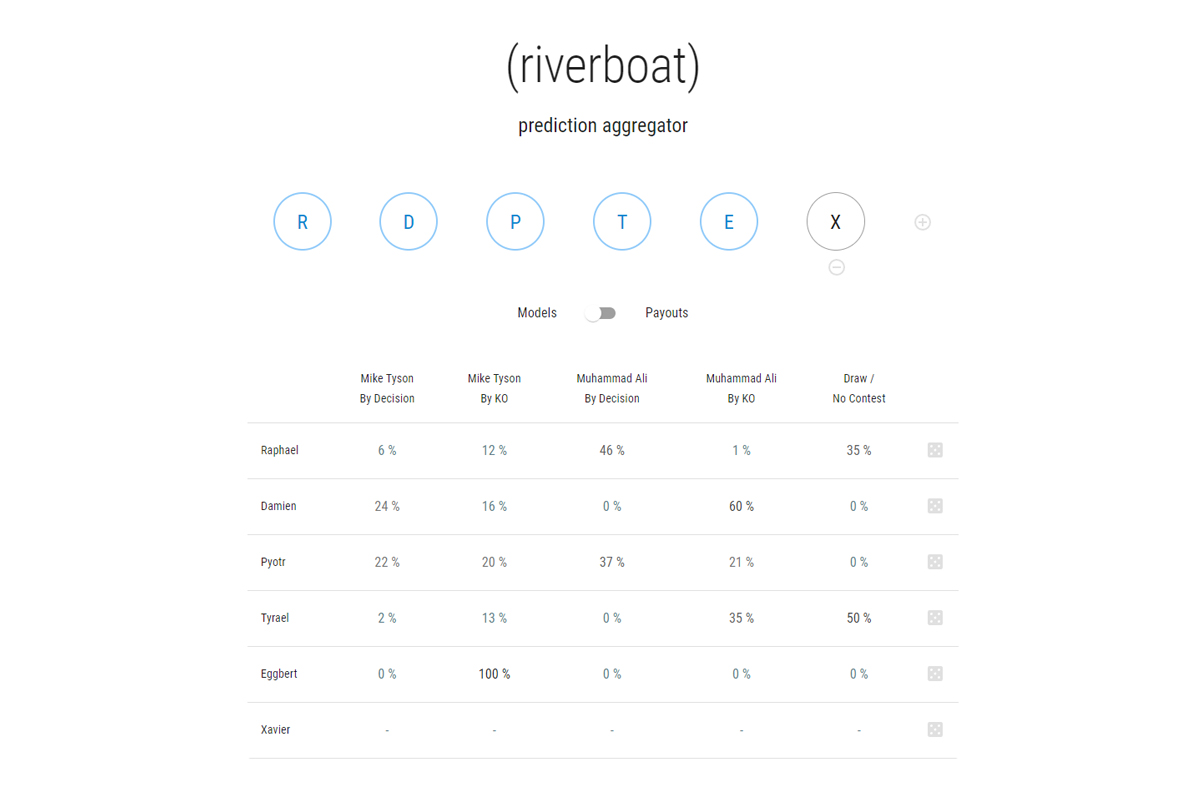 (riverboat)
prediction aggregator
R D P T E X
Models Payouts
Mike Tyson Mike Tyson Muhammad Ali Muhammad Ali Draw /
By Decision By KO By Decision By KO No Contest
Raphael 6 % 12 % 46 % 1 % 35 %
Damien 24 % 16 % 0 % 60 % 0 %
Pyotr 22 % 20 % 37 % 21 % 0 %
Tyrael 2 % 13 % 0 % 35 % 50 %
Eggbert 0 % 100 % 0 % 0 % 0 %
Xavier - - - - -